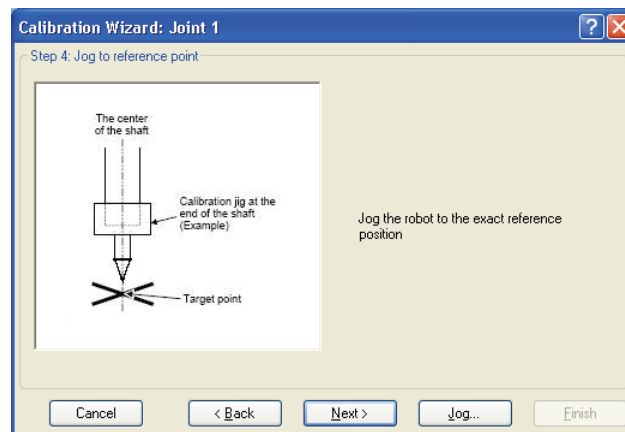 Calibration Wizard: Joint 1
Step 4: Jog to reference point
The center
of the shaft
Calibration jig at the
end of the shaft
(Example)
Target point
Jog the robot to the exact reference
position
Cancel
< Back
Next >
Jog...
Finish